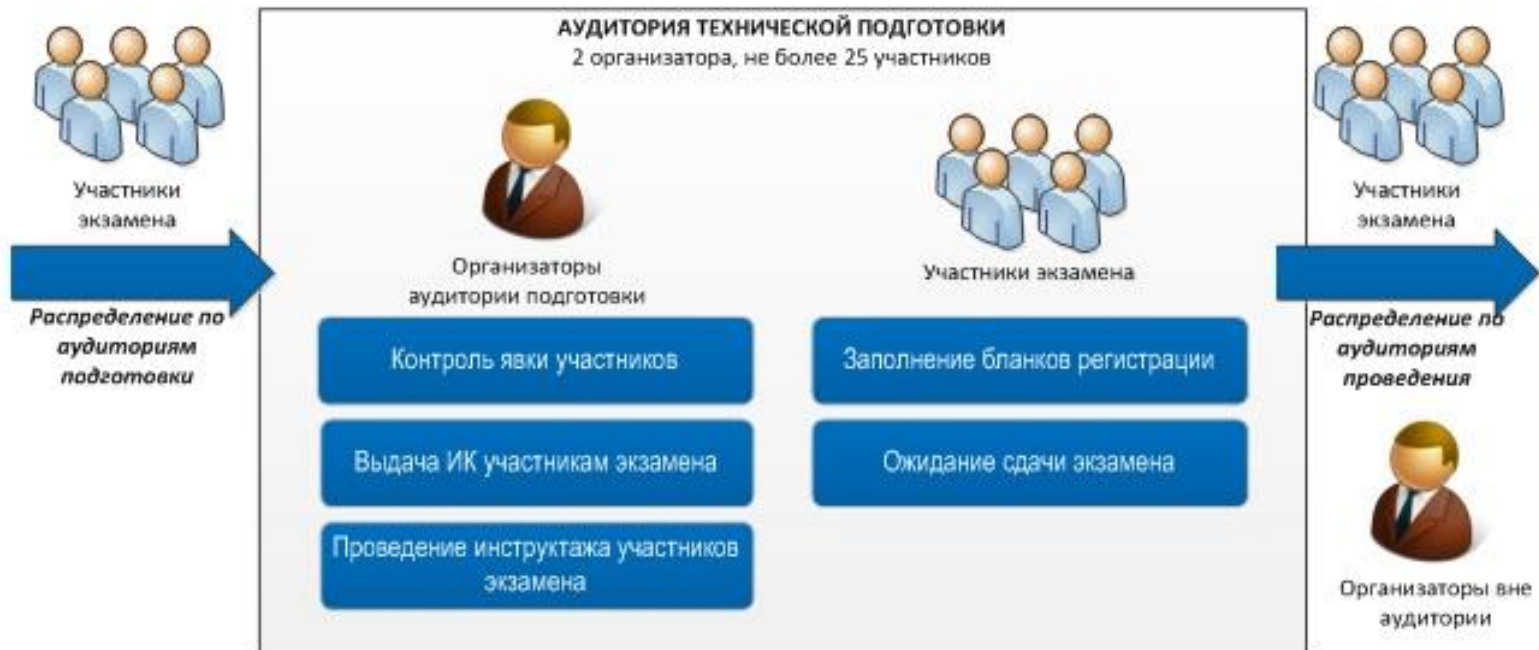 АУДИТОРИЯ ТЕХНИЧЕСКОЙ ПОДГОТОВКИ
2 организатора, не более 25 участников
Участники
экзамена
Распределение по
аудиториям
подготовки
Организаторы
аудитории подготовки
Контроль явки участников
Выдача ИК участникам экзамена
Проведение инструктажа участников
экзамена
Участники экзамена
Заполнение бланков регистрации
Ожидание сдачи экзамена
Участники
экзамена
Распределение по
аудиториям
проведения
Организаторы вне
аудитории